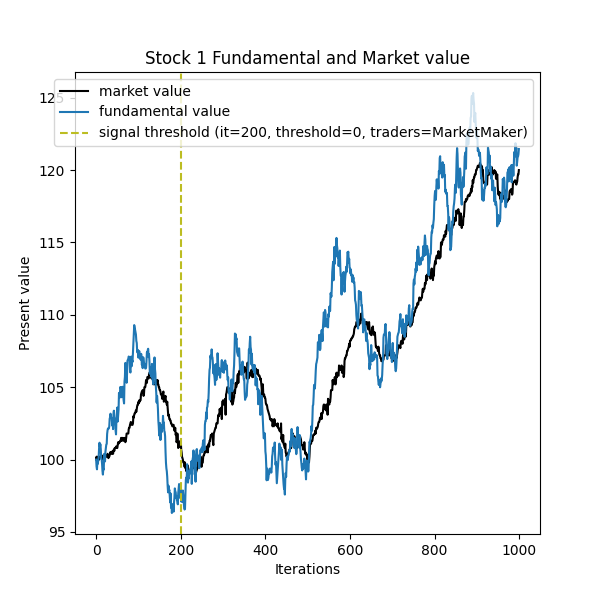 Stock 1 Fundamental and Market value
market value
fundamental value
signal threshold (it=200, threshold=0, traders=MarketMaker)
125
120
115
110
105
100
95
Present value
0 200 400 600 800 1000
Iterations